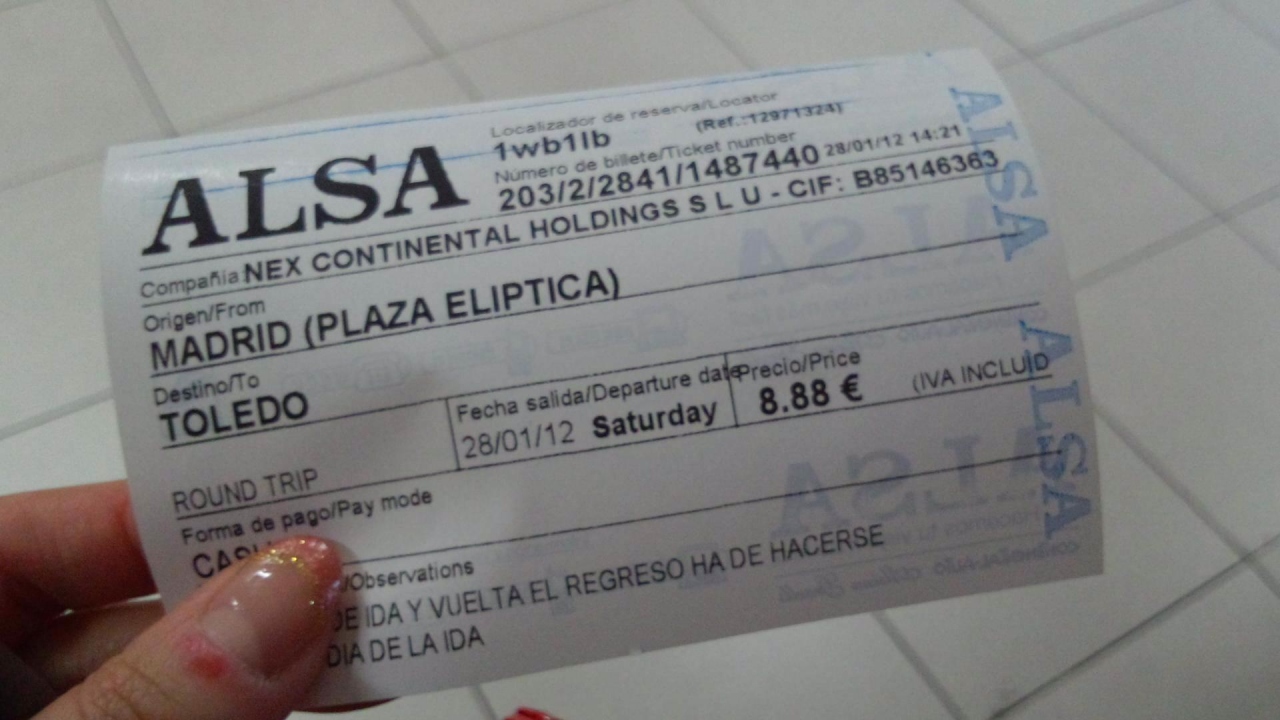 ALSA
Localizador de reserva/Locator
1wb1lb (Ref.:12971324)
Número de billete/Ticket number
203/2/2841/1487440 28/01/12 14:21
Compañia NEX CONTINENTAL HOLDINGS S L U - CIF: B85146363
Origen/From
MADRID (PLAZA ELIPTICA)
Destino/To
TOLEDO
Fecha salida/Departure date
28/01/12 Saturday
Precio/Price
8.88 € (IVA INCLUID
ROUND TRIP
Forma de pago/Pay mode
/Observations
DE IDA Y VUELTA EL REGRESO HA DE HACERSE
DIA DE LA IDA
ALSA
ALSA